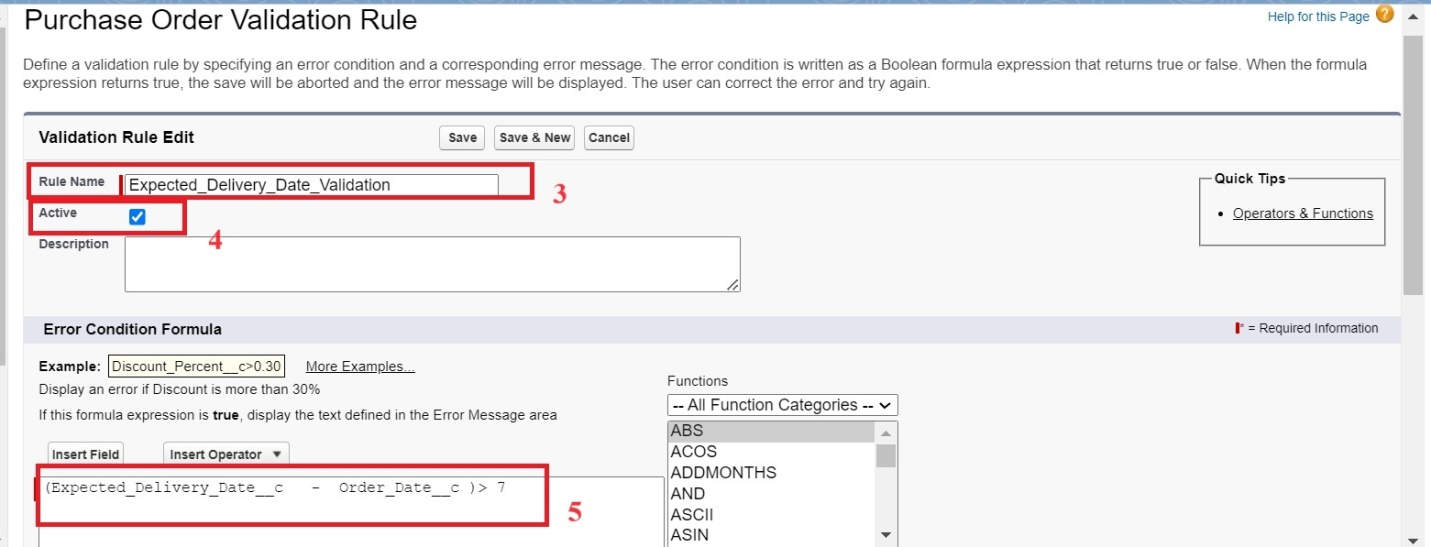 Purchase Order Validation Rule
Help for this Page ?
Define a validation rule by specifying an error condition and a corresponding error message. The error condition is written as a Boolean formula expression that returns true or false. When the formula
expression returns true, the save will be aborted and the error message will be displayed. The user can correct the error and try again.
Validation Rule Edit
Save
Save & New
Cancel
Rule Name
Expected_Delivery_Date_Validation
3
Active
4
Description
Quick Tips
• Operators & Functions
Error Condition Formula
* = Required Information
Example: Discount_Percent__c>0.30 More Examples...
Display an error if Discount is more than 30%
If this formula expression is true, display the text defined in the Error Message area
Insert Field
Insert Operator ▼
(Expected_Delivery_Date__c - Order_Date__c )> 7
5
Functions
-- All Function Categories --
ABS
ACOS
ADDMONTHS
AND
ASCII
ASIN